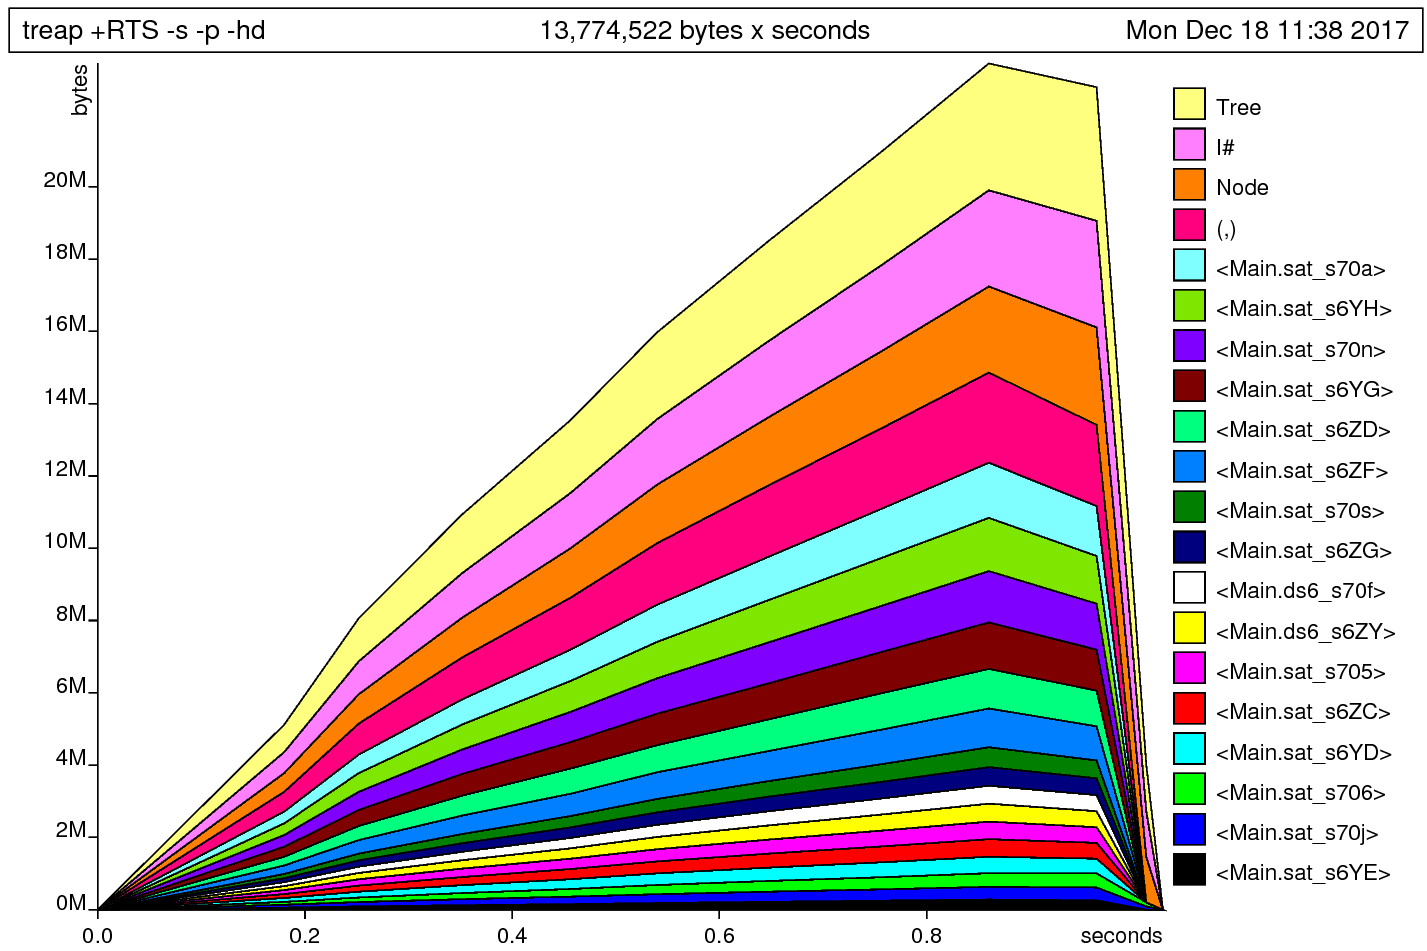 treap +RTS -s -p -hd 13,774,522 bytes x seconds Mon Dec 18 11:38 2017
bytes
20M
18M
16M
14M
12M
10M
8M
6M
4M
2M
0M
0.0 0.2 0.4 0.6 0.8 seconds
Tree
I#
Node
(,)
<Main.sat_s70a>
<Main.sat_s6YH>
<Main.sat_s70n>
<Main.sat_s6YG>
<Main.sat_s6ZD>
<Main.sat_s6ZF>
<Main.sat_s70s>
<Main.sat_s6ZG>
<Main.ds6_s70f>
<Main.ds6_s6ZY>
<Main.sat_s705>
<Main.sat_s6ZC>
<Main.sat_s6YD>
<Main.sat_s706>
<Main.sat_s70j>
<Main.sat_s6YE>